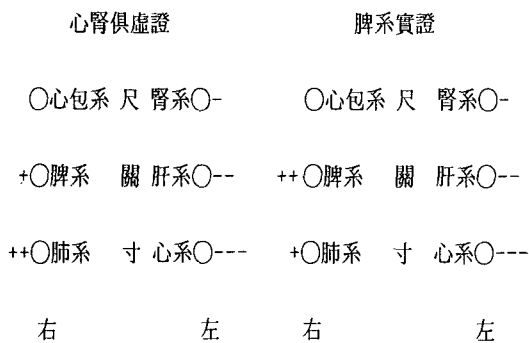 心腎俱虛證 脾系實證
○心包系 尺 腎系○- ○心包系 尺 腎系○-
+○脾系 關 肝系○-- ++○脾系 關 肝系○--
++○肺系 寸 心系○--- +○肺系 寸 心系○---
右 左 右 左